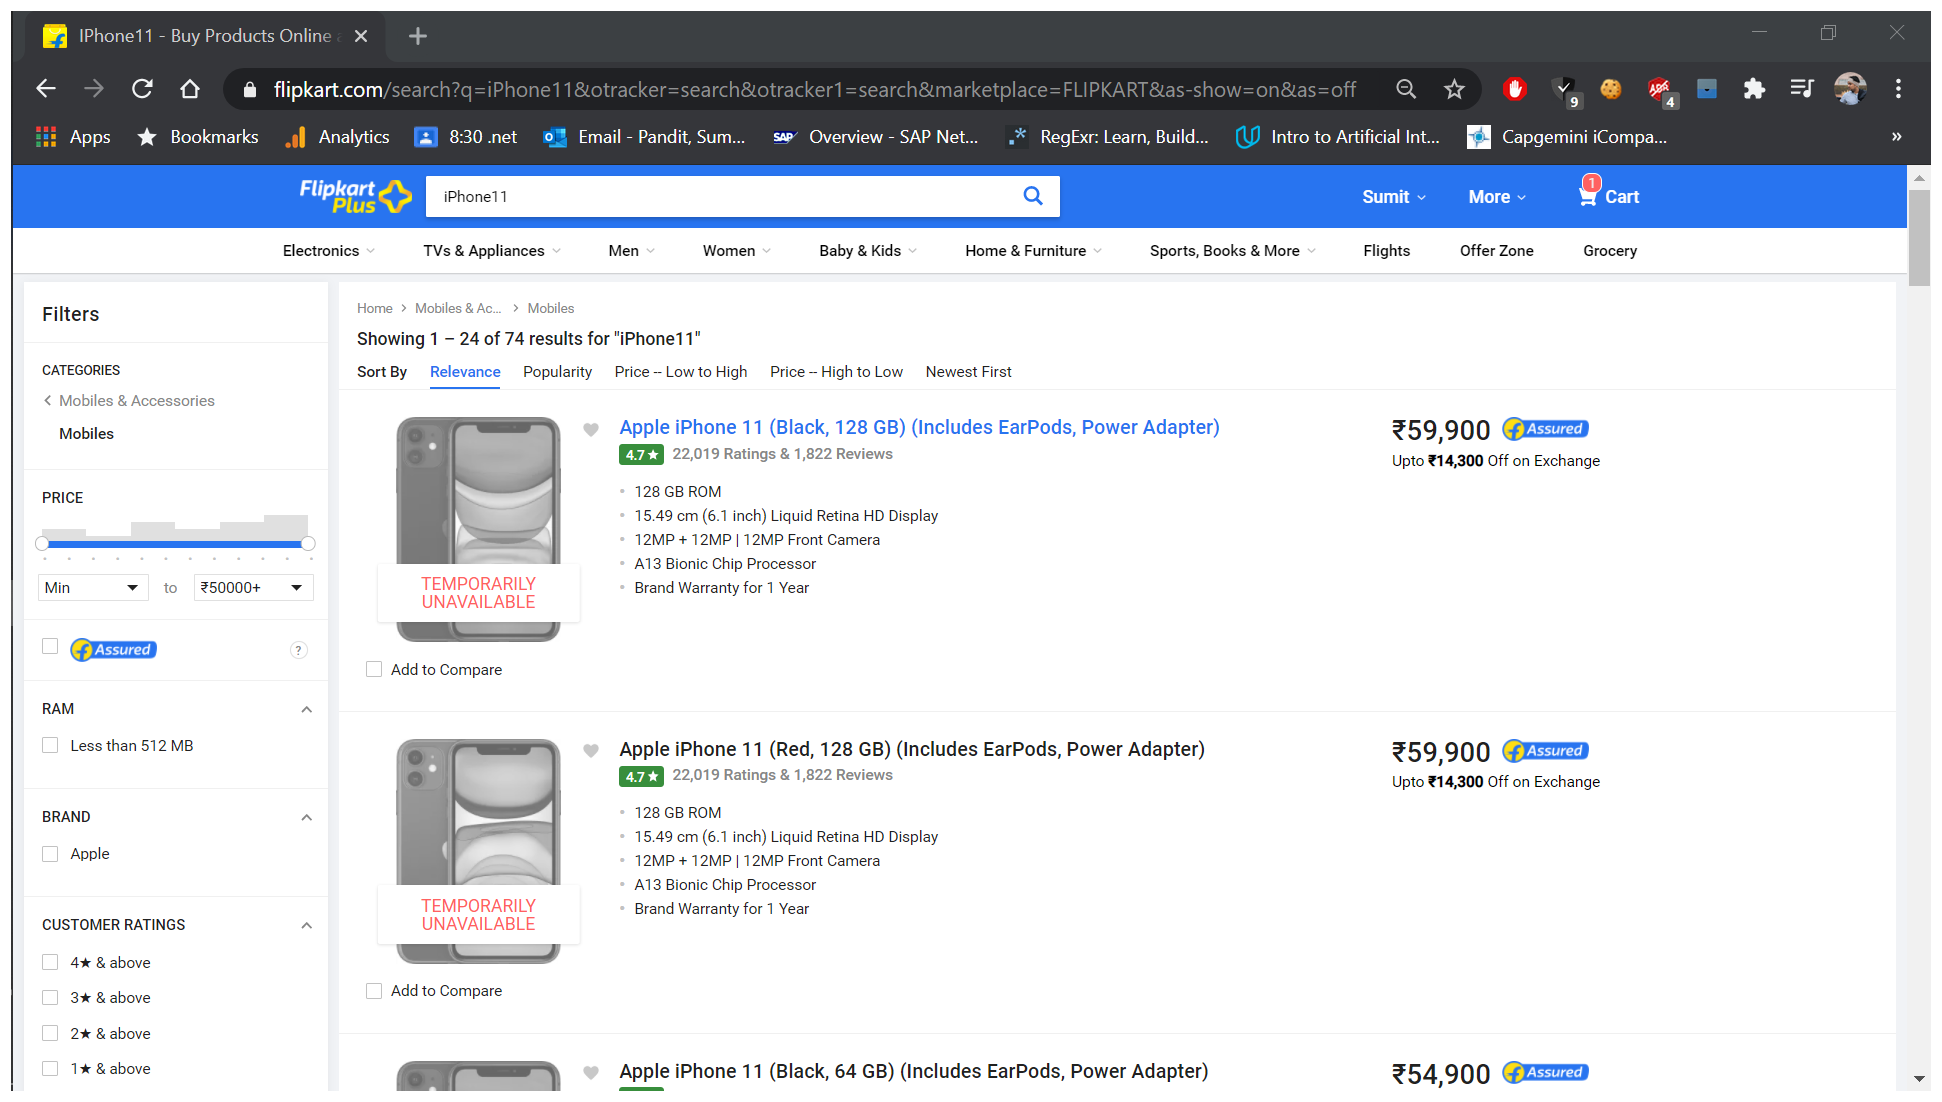 IPhone11 - Buy Products Online
flipkart.com/search?q=iPhone11&otracker=search&otracker1=search&marketplace=FLIPKART&as-show=on&as=off
9
ABP
4
Apps
Bookmarks
Analytics
8:30 .net
Email - Pandit, Sum...
SAP
Overview - SAP Net...
RegExr: Learn, Build...
Intro to Artificial Int...
Capgemini iCompa...
»
Flipkart
Plus
iPhone11
Sumit
More
1
Cart
Electronics
TVs & Appliances
Men
Women
Baby & Kids
Home & Furniture
Sports, Books & More
Flights
Offer Zone
Grocery
Filters
CATEGORIES
Mobiles & Accessories
Mobiles
PRICE
Min
to
₹50000+
Assured
?
RAM
Less than 512 MB
BRAND
Apple
CUSTOMER RATINGS
4★ & above
3★ & above
2★ & above
1★ & above
Home > Mobiles & Ac... > Mobiles
Showing 1 – 24 of 74 results for "iPhone11"
Sort By Relevance Popularity Price -- Low to High Price -- High to Low Newest First
TEMPORARILY
UNAVAILABLE
Add to Compare
Apple iPhone 11 (Black, 128 GB) (Includes EarPods, Power Adapter)
4.7★ 22,019 Ratings & 1,822 Reviews
128 GB ROM
15.49 cm (6.1 inch) Liquid Retina HD Display
12MP + 12MP | 12MP Front Camera
A13 Bionic Chip Processor
Brand Warranty for 1 Year
₹59,900 Assured
Upto ₹14,300 Off on Exchange
TEMPORARILY
UNAVAILABLE
Add to Compare
Apple iPhone 11 (Red, 128 GB) (Includes EarPods, Power Adapter)
4.7★ 22,019 Ratings & 1,822 Reviews
128 GB ROM
15.49 cm (6.1 inch) Liquid Retina HD Display
12MP + 12MP | 12MP Front Camera
A13 Bionic Chip Processor
Brand Warranty for 1 Year
₹59,900 Assured
Upto ₹14,300 Off on Exchange
Apple iPhone 11 (Black, 64 GB) (Includes EarPods, Power Adapter)
₹54,900 Assured